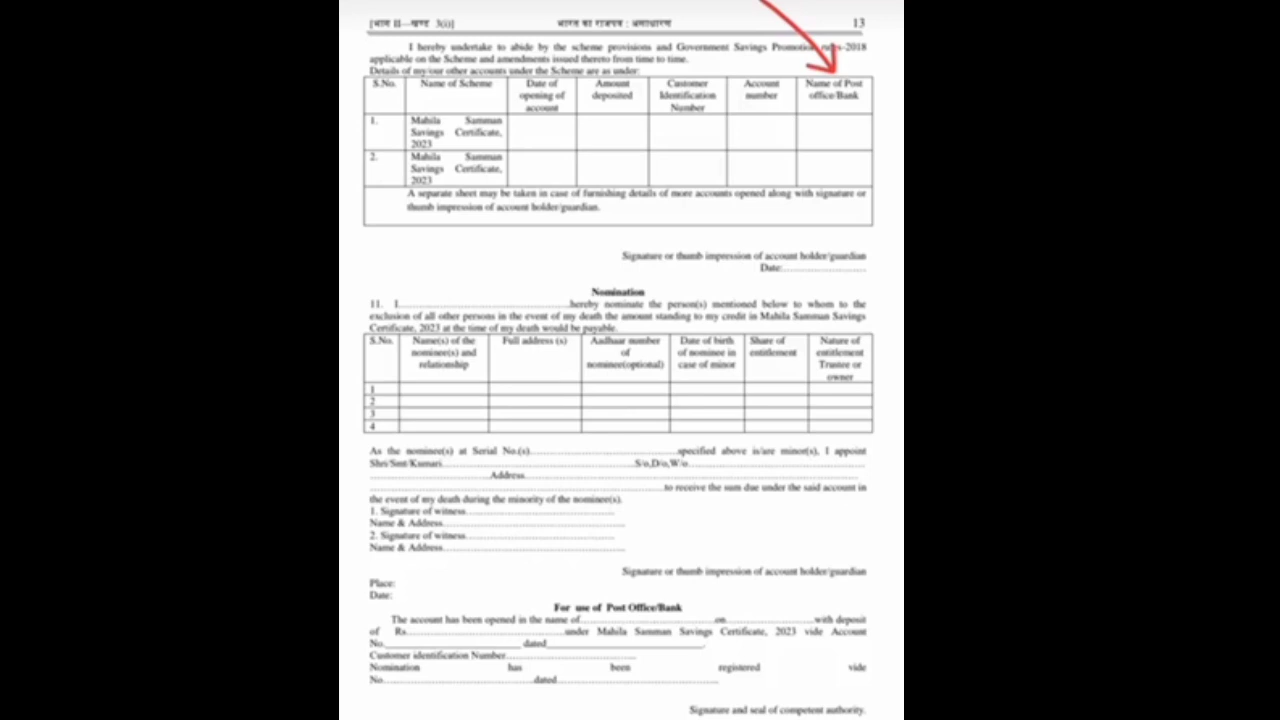 [भाग II—खण्ड 3(i)] भारत का राजपत्र : असाधारण 13
I hereby undertake to abide by the scheme provisions and Government Savings Promotion rules-2018
applicable on the Scheme and amendments issued thereto from time to time.
Details of my/our other accounts under the Scheme are as under:
S.No. Name of Scheme Date of opening of account Amount deposited Customer Identification Number Account number Name of Post office/Bank
1. Mahila Samman
Savings Certificate,
2023
2. Mahila Samman
Savings Certificate,
2023
A separate sheet may be taken in case of furnishing details of more accounts opened along with signature or
thumb impression of account holder/guardian.
Signature or thumb impression of account holder/guardian
Date:............................
Nomination
11. I..........................................................hereby nominate the person(s) mentioned below to whom to the
exclusion of all other persons in the event of my death the amount standing to my credit in Mahila Samman Savings
Certificate, 2023 at the time of my death would be payable.
S.No. Name(s) of the nominee(s) and relationship Full address (s) Aadhaar number of nominee(optional) Date of birth of nominee in case of minor Share of entitlement Nature of entitlement Trustee or owner
1
2
3
4
As the nominee(s) at Serial No.(s)..................................................specified above is/are minor(s), I appoint
Shri/Smt/Kumari.................................................................S/o,D/o,W/o............................................................
.........................................Address................................................................................................................
....................................................................................................to receive the sum due under the said account in
the event of my death during the minority of the nominee(s).
1. Signature of witness..................................................
Name & Address..............................................................
2. Signature of witness..................................................
Name & Address..............................................................
Signature or thumb impression of account holder/guardian
Place:
Date:
For use of Post Office/Bank
The account has been opened in the name of..............................................on................................with deposit
of Rs.....................................................under Mahila Samman Savings Certificate, 2023 vide Account
No.___________________________ dated_______________________________.
Customer identification Number............................................
Nomination has been registered vide
No....................................................dated......................................................
Signature and seal of competent authority.